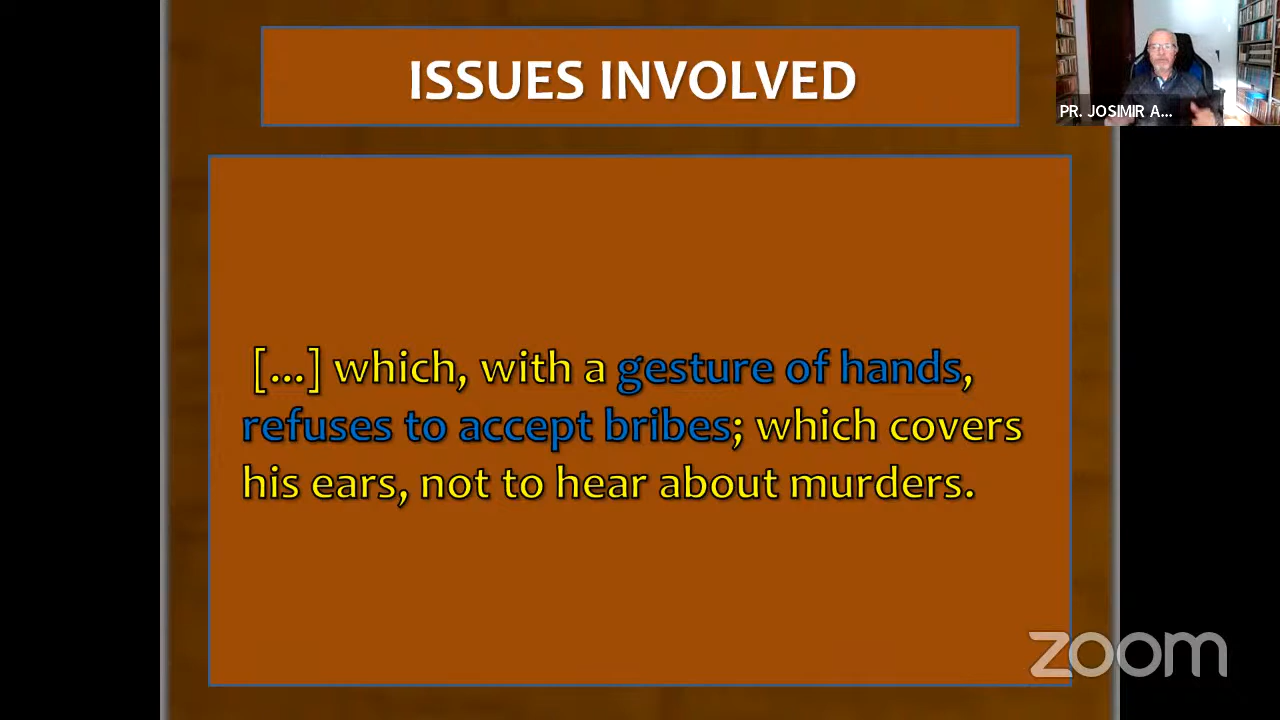 ISSUES INVOLVED
PR. JOSIMIR A...
[...] which, with a gesture of hands,
refuses to accept bribes; which covers
his ears, not to hear about murders.
zoom